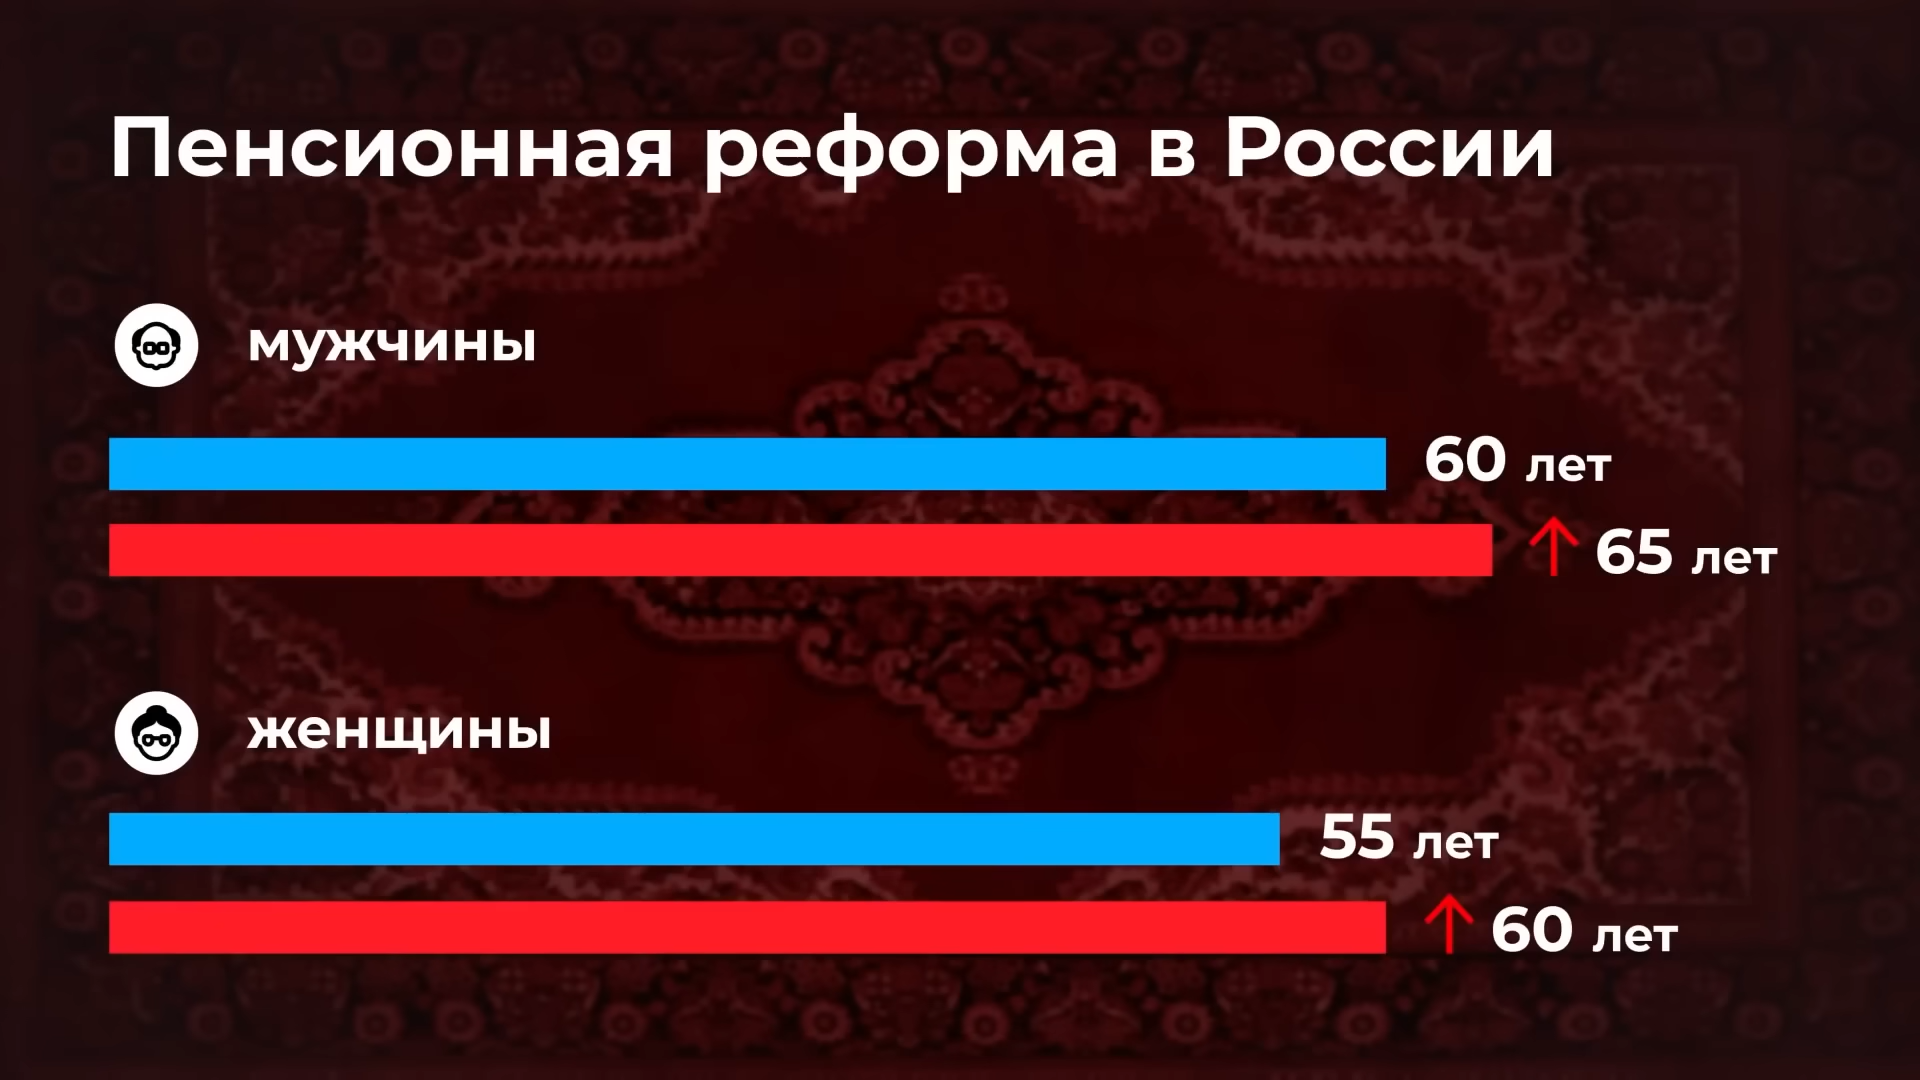 Пенсионная реформа в России
мужчины
60 лет
65 лет
женщины
55 лет
60 лет